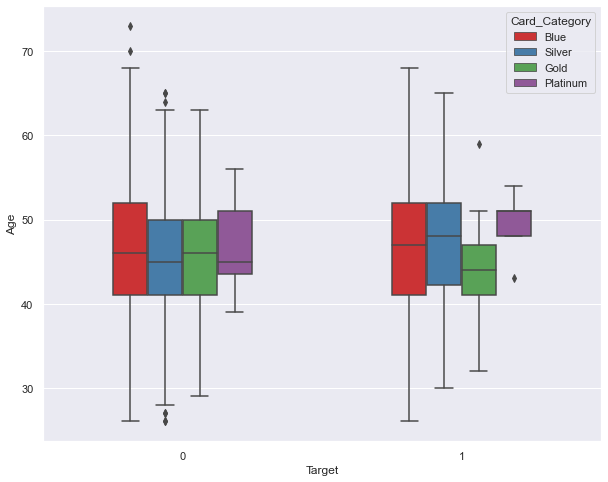 Card_Category
Blue
Silver
Gold
Platinum
70
60
50
40
30
Age
0
1
Target